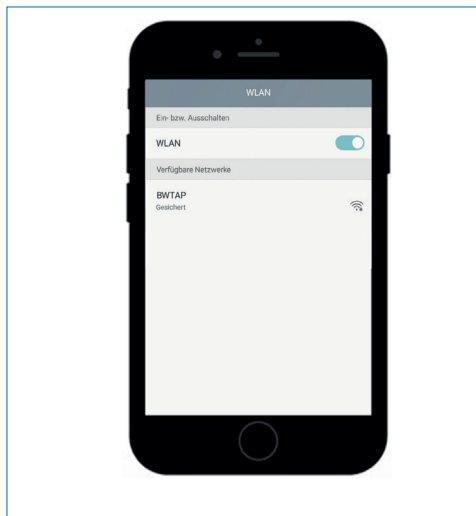 WLAN
Ein- bzw. Ausschalten
WLAN
Verfügbare Netzwerke
BWTAP
Gesichert